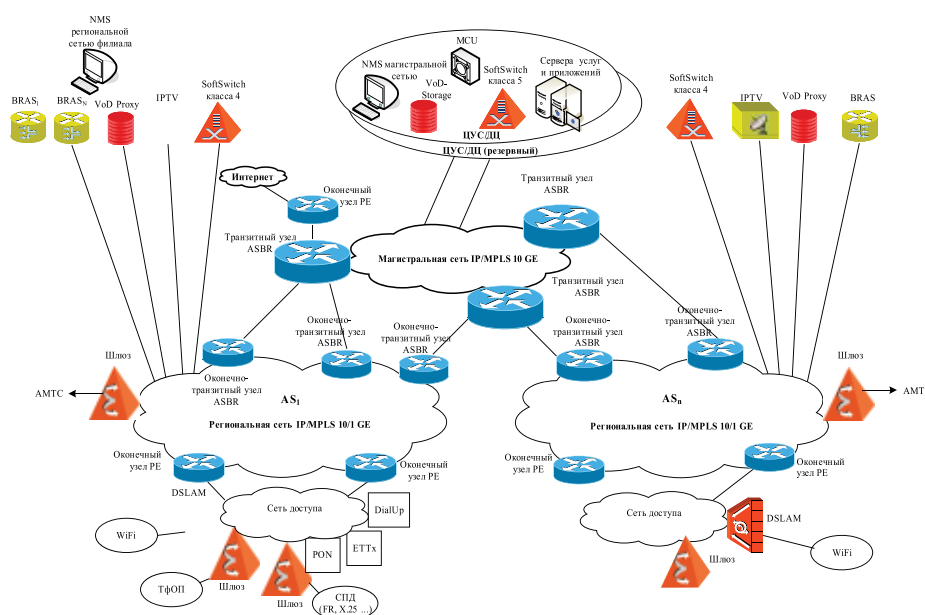 NMS
региональной
сетью филиала
BRAS1
BRASN
VoD Proxy
IPTV
SoftSwitch
класса 4
MCU
NMS магистральной
сетью
VoD-
Storage
SoftSwitch
класса 5
Сервера услуг
и приложений
ЦУС/ДЦ
ЦУС/ДЦ (резервный)
SoftSwitch
класса 4
IPTV
VoD Proxy
BRAS
Интернет
Оконечный
узел PE
Транзитный узел
ASBR
Транзитный узел
ASBR
Магистральная сеть IP/MPLS 10 GE
Транзитный узел
ASBR
Оконечно-
транзитный узел
ASBR
Оконечно-
транзитный узел
ASBR
Оконечно-
транзитный узел
ASBR
Оконечно-
транзитный узел
ASBR
Шлюз
АМТС
Оконечно-
транзитный узел
ASBR
AS1
Региональная сеть IP/MPLS 10/1 GE
ASn
Региональная сеть IP/MPLS 10/1 GE
Шлюз
АМТ
Оконечный
узел PE
Оконечный
узел PE
Оконечный
узел PE
Оконечный
узел PE
DSLAM
Сеть доступа
DialUp
ETTx
PON
WiFi
ТфОП
Шлюз
Шлюз
СПД
(FR, X.25 ...)
Сеть доступа
DSLAM
Шлюз
WiFi